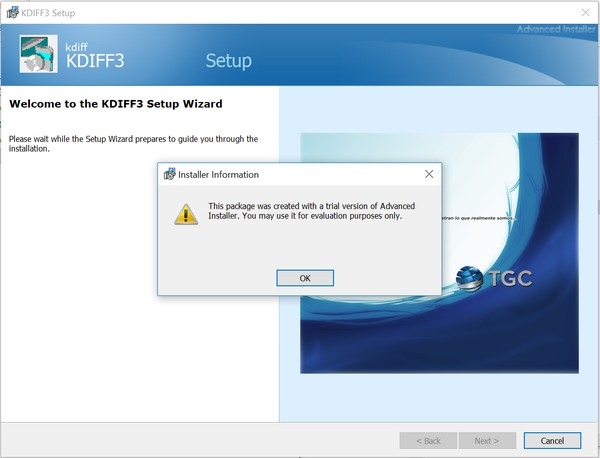 KDIFF3 Setup
Advanced Installer
kdiff
KDIFF3
Setup
Welcome to the KDIFF3 Setup Wizard
Please wait while the Setup Wizard prepares to guide you through the
installation.
Installer Information
This package was created with a trial version of Advanced
Installer. You may use it for evaluation purposes only.
OK
lo que realmente somos
TGC
< Back
Next >
Cancel